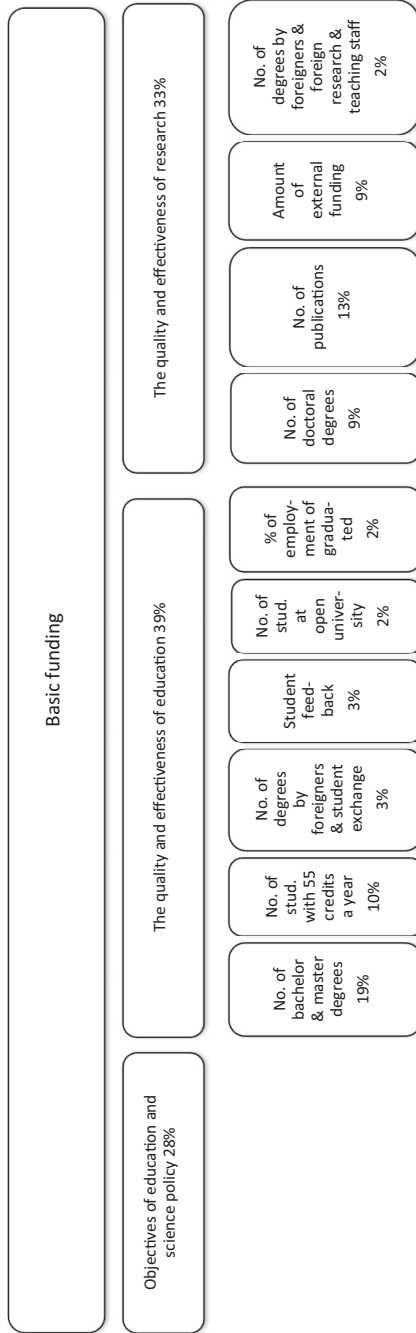 Basic funding
Objectives of education and
science policy 28%
The quality and effectiveness of education 39%
The quality and effectiveness of research 33%
No. of
bachelor
& master
degrees
19%
No. of
stud.
with 55
credits
a year
10%
No. of
degrees
by
foreigners
& student
exchange
3%
Student
feed-
back
3%
No. of
stud.
at
open
univer-
sity
2%
% of
employ-
ment of
gradua-
ted
2%
No. of
doctoral
degrees
9%
No. of
publications
13%
Amount
of
external
funding
9%
No. of
degrees by
foreigners &
foreign
research &
teaching staff
2%